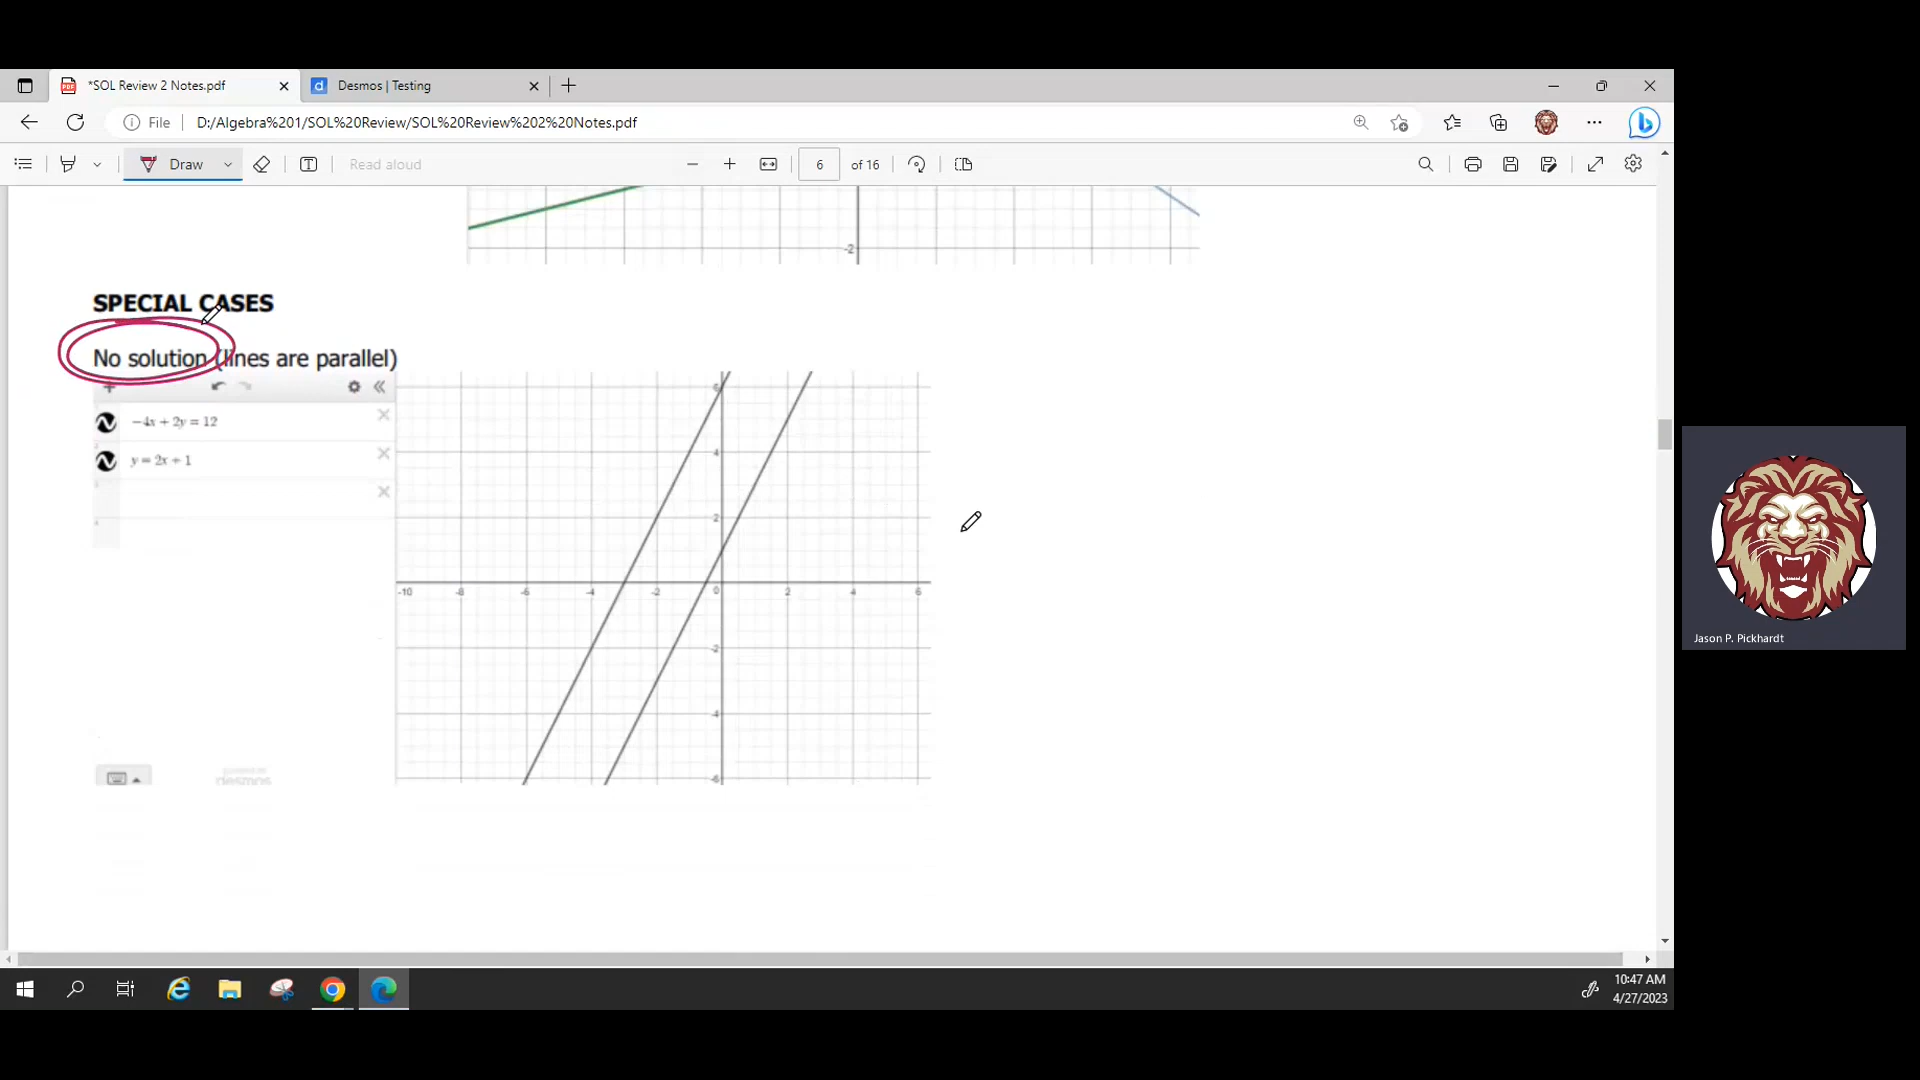 *SOL Review 2 Notes.pdf
Desmos | Testing
File
D:/Algebra%201/SOL%20Review/SOL%20Review%202%20Notes.pdf
Draw
Read aloud
6 of 16
-2
SPECIAL CASES
No solution (lines are parallel)
-4x + 2y = 12
y = 2x + 1
6
4
2
-10 -8 -6 -4 -2 0 2 4 6
-2
-4
-6
desmos
Jason P. Pickhardt
10:47 AM
4/27/2023